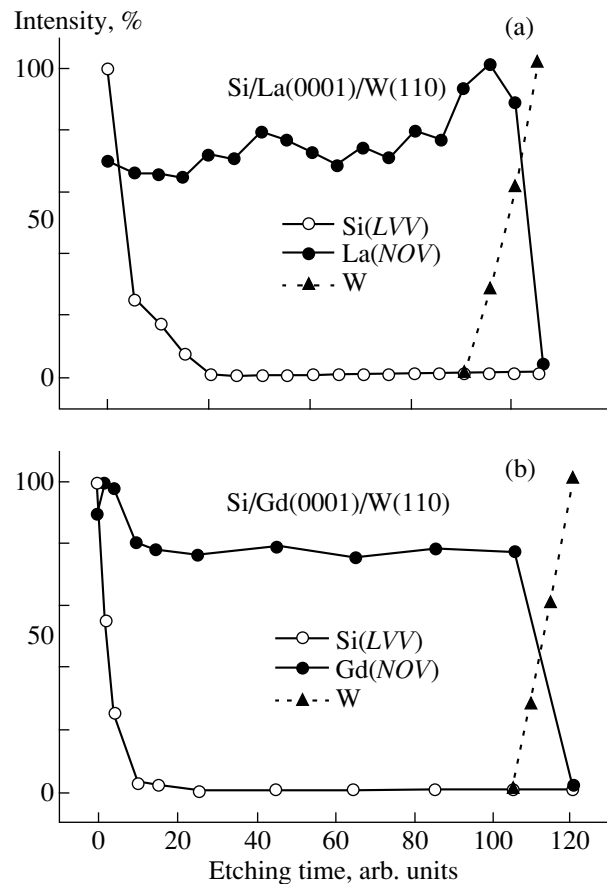 Intensity, %
(a)
100
Si/La(0001)/W(110)
50
Si(LVV)
La(NOV)
W
0
(b)
100
Si/Gd(0001)/W(110)
50
Si(LVV)
Gd(NOV)
W
0
0 20 40 60 80 100 120
Etching time, arb. units